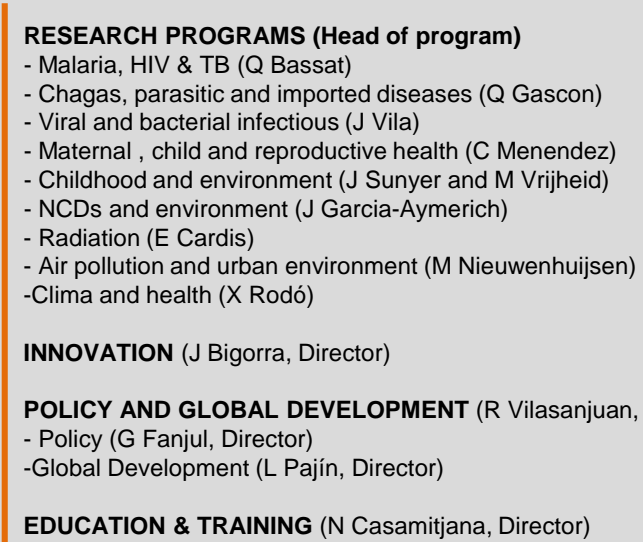 RESEARCH PROGRAMS (Head of program)
- Malaria, HIV & TB (Q Bassat)
- Chagas, parasitic and imported diseases (Q Gascon)
- Viral and bacterial infectious (J Vila)
- Maternal , child and reproductive health (C Menendez)
- Childhood and environment (J Sunyer and M Vrijheid)
- NCDs and environment (J Garcia-Aymerich)
- Radiation (E Cardis)
- Air pollution and urban environment (M Nieuwenhuijsen)
-Clima and health (X Rodó)
INNOVATION (J Bigorra, Director)
POLICY AND GLOBAL DEVELOPMENT (R Vilasanjuan,
- Policy (G Fanjul, Director)
-Global Development (L Pajín, Director)
EDUCATION & TRAINING (N Casamitjana, Director)